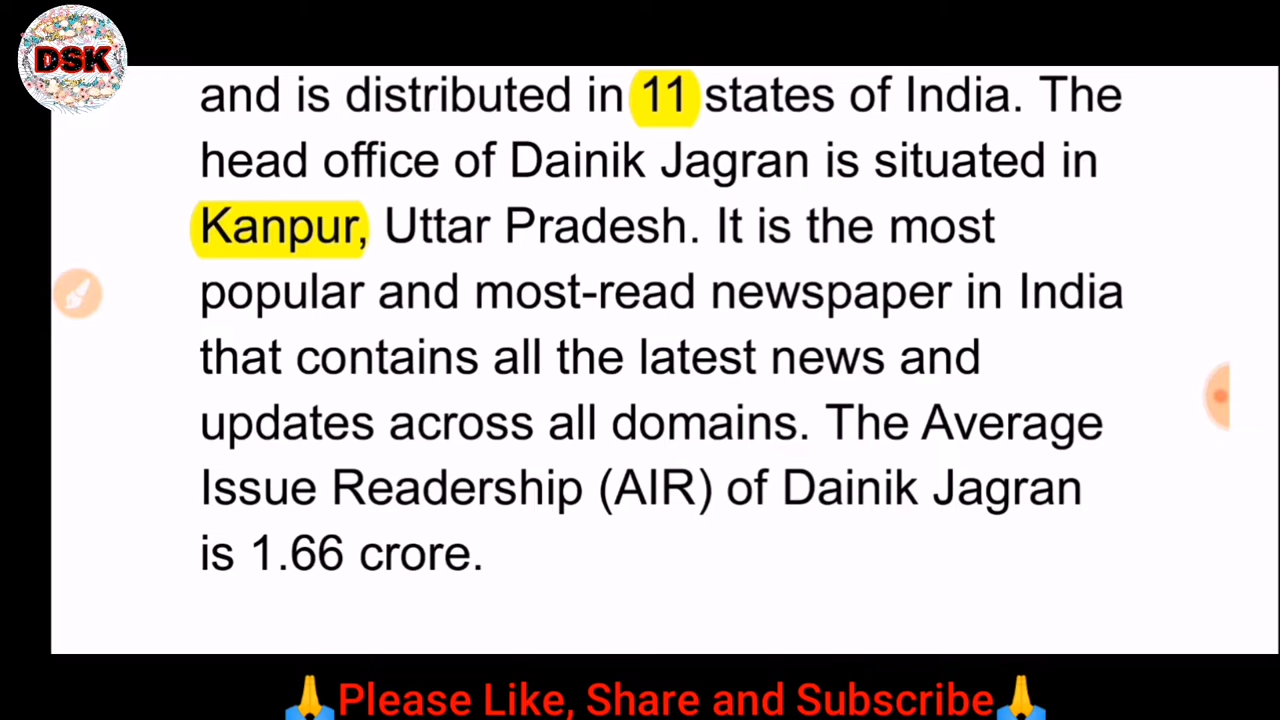 DSK
and is distributed in 11 states of India. The
head office of Dainik Jagran is situated in
Kanpur, Uttar Pradesh. It is the most
popular and most-read newspaper in India
that contains all the latest news and
updates across all domains. The Average
Issue Readership (AIR) of Dainik Jagran
is 1.66 crore.
🙏Please Like, Share and Subscribe🙏